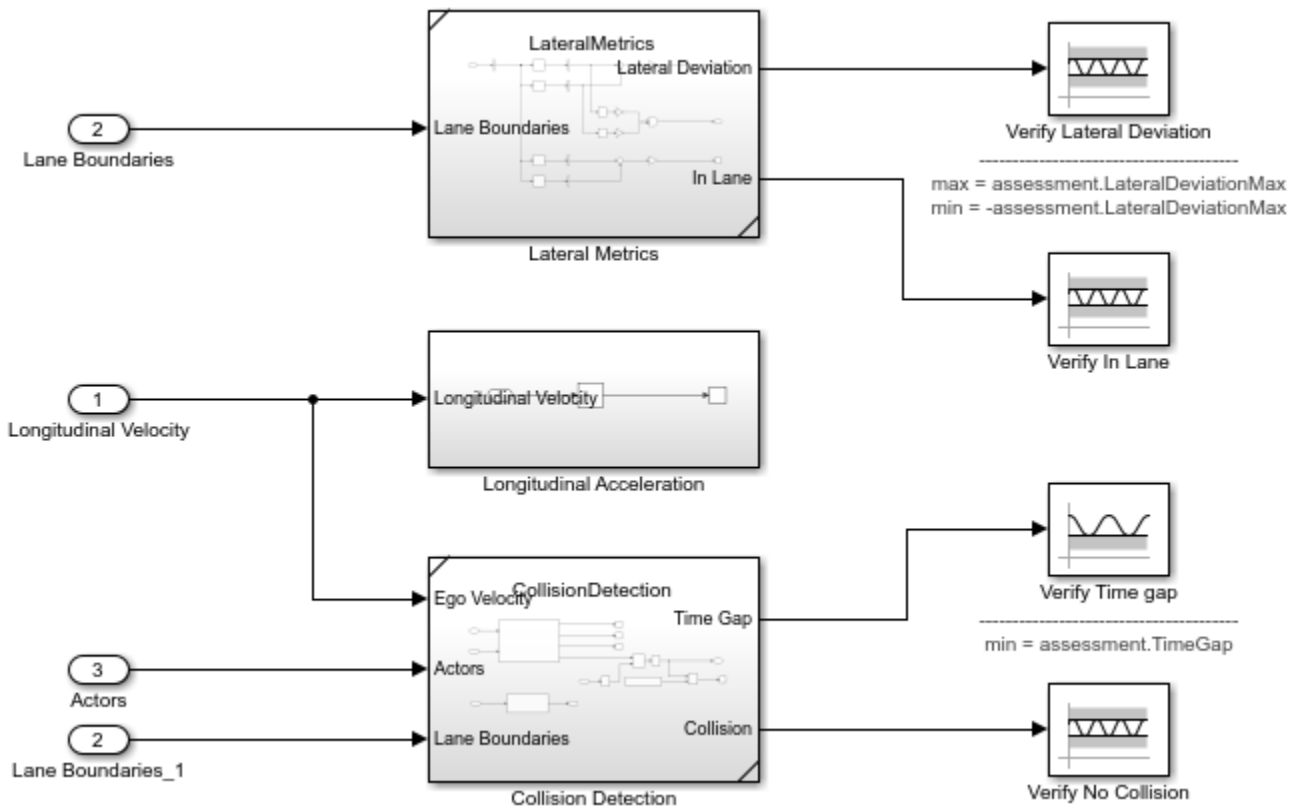 LateralMetrics
Lateral Deviation
Lane Boundaries
In Lane
Lateral Metrics
2
Lane Boundaries
Verify Lateral Deviation
------------------------------------------
max = assessment.LateralDeviationMax
min = -assessment.LateralDeviationMax
Verify In Lane
1
Longitudinal Velocity
Longitudinal Velocity
Longitudinal Acceleration
CollisionDetection
Ego Velocity
Time Gap
Actors
Collision
Lane Boundaries
Collision Detection
3
Actors
2
Lane Boundaries_1
Verify Time gap
------------------------------------------
min = assessment.TimeGap
Verify No Collision